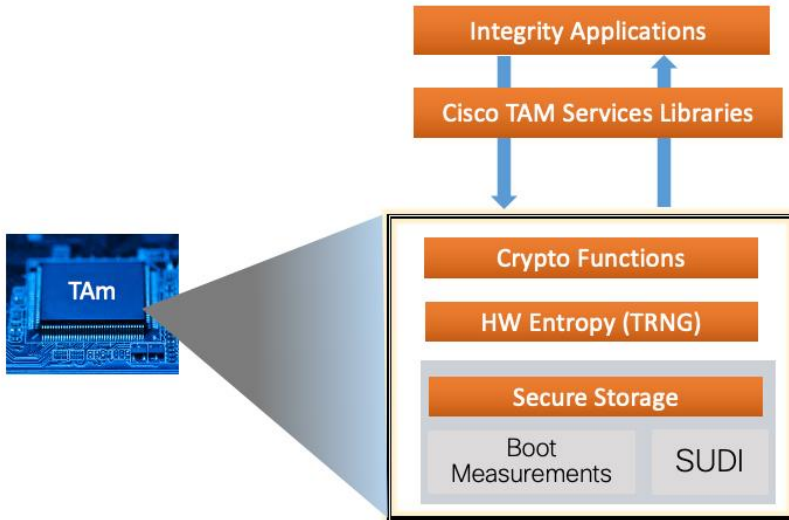 Integrity Applications
Cisco TAM Services Libraries
TAm
Crypto Functions
HW Entropy (TRNG)
Secure Storage
Boot
Measurements
SUDI